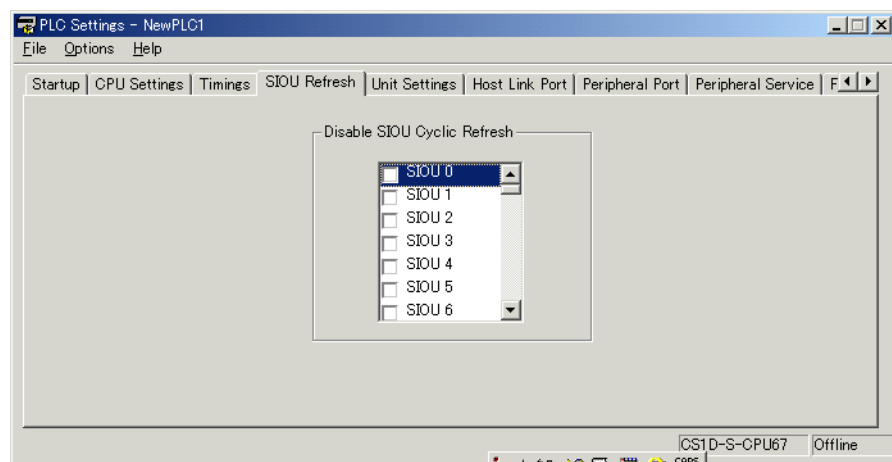 PLC Settings - NewPLC1
File Options Help
Startup CPU Settings Timings SIOU Refresh Unit Settings Host Link Port Peripheral Port Peripheral Service F
Disable SIOU Cyclic Refresh
SIOU 0
SIOU 1
SIOU 2
SIOU 3
SIOU 4
SIOU 5
SIOU 6
CS1D-S-CPU67 Offline
CAPS